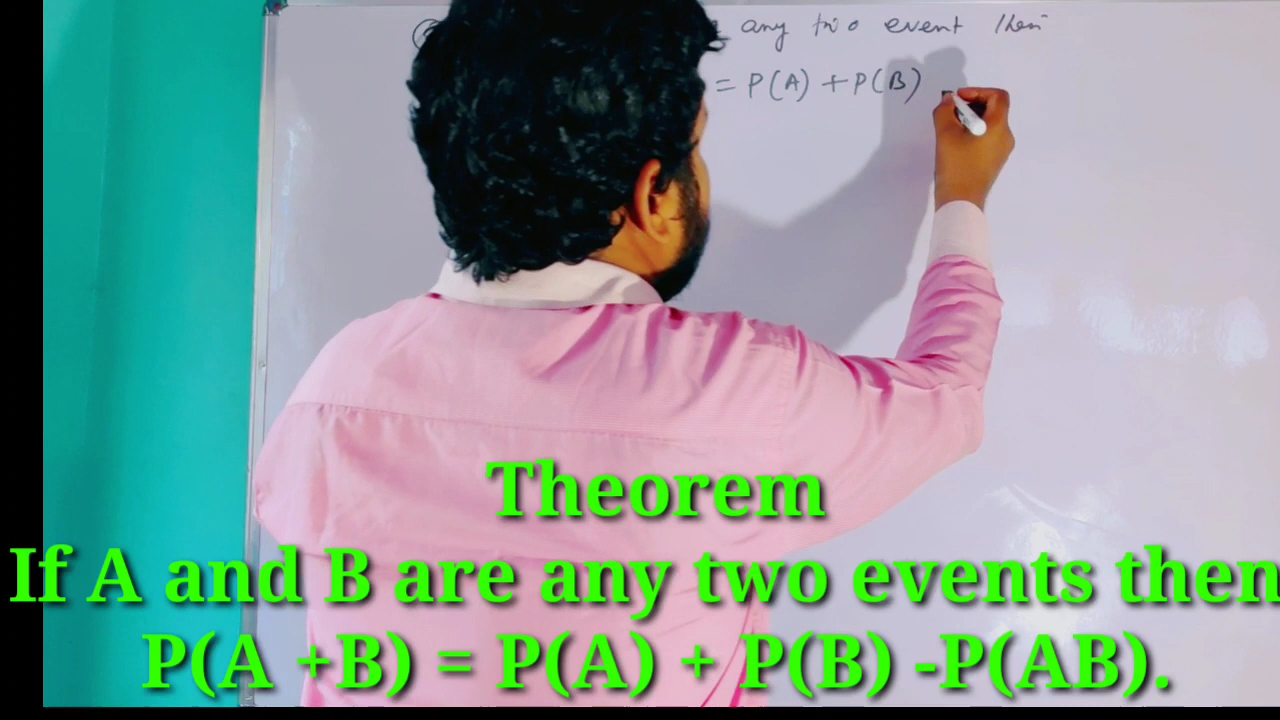 any two event then
= P(A) + P(B)
Theorem
If A and B are any two events then
P(A +B) = P(A) + P(B) -P(AB).